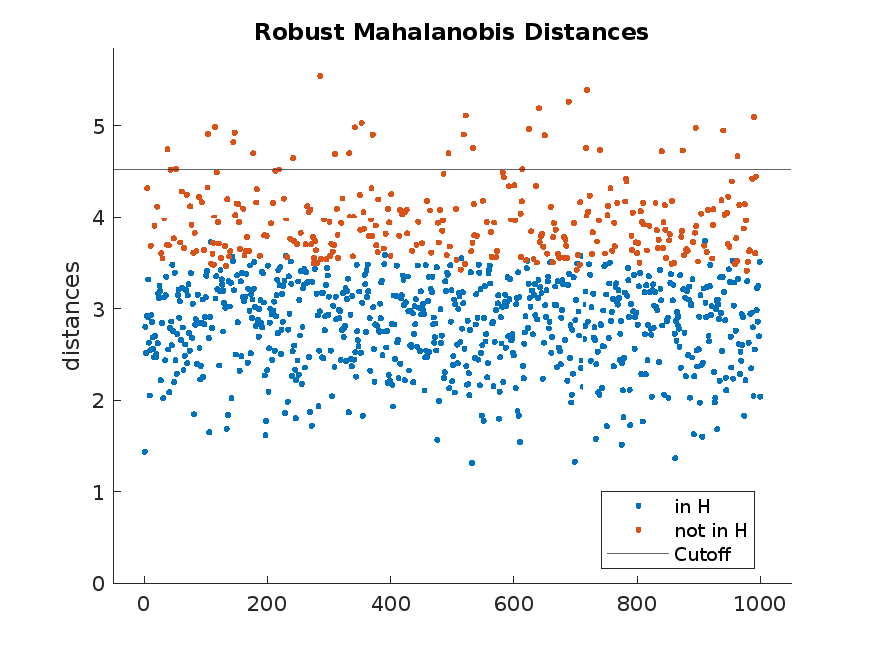 Robust Mahalanobis Distances
distances
5
4
3
2
1
0
0 200 400 600 800 1000
in H
not in H
Cutoff